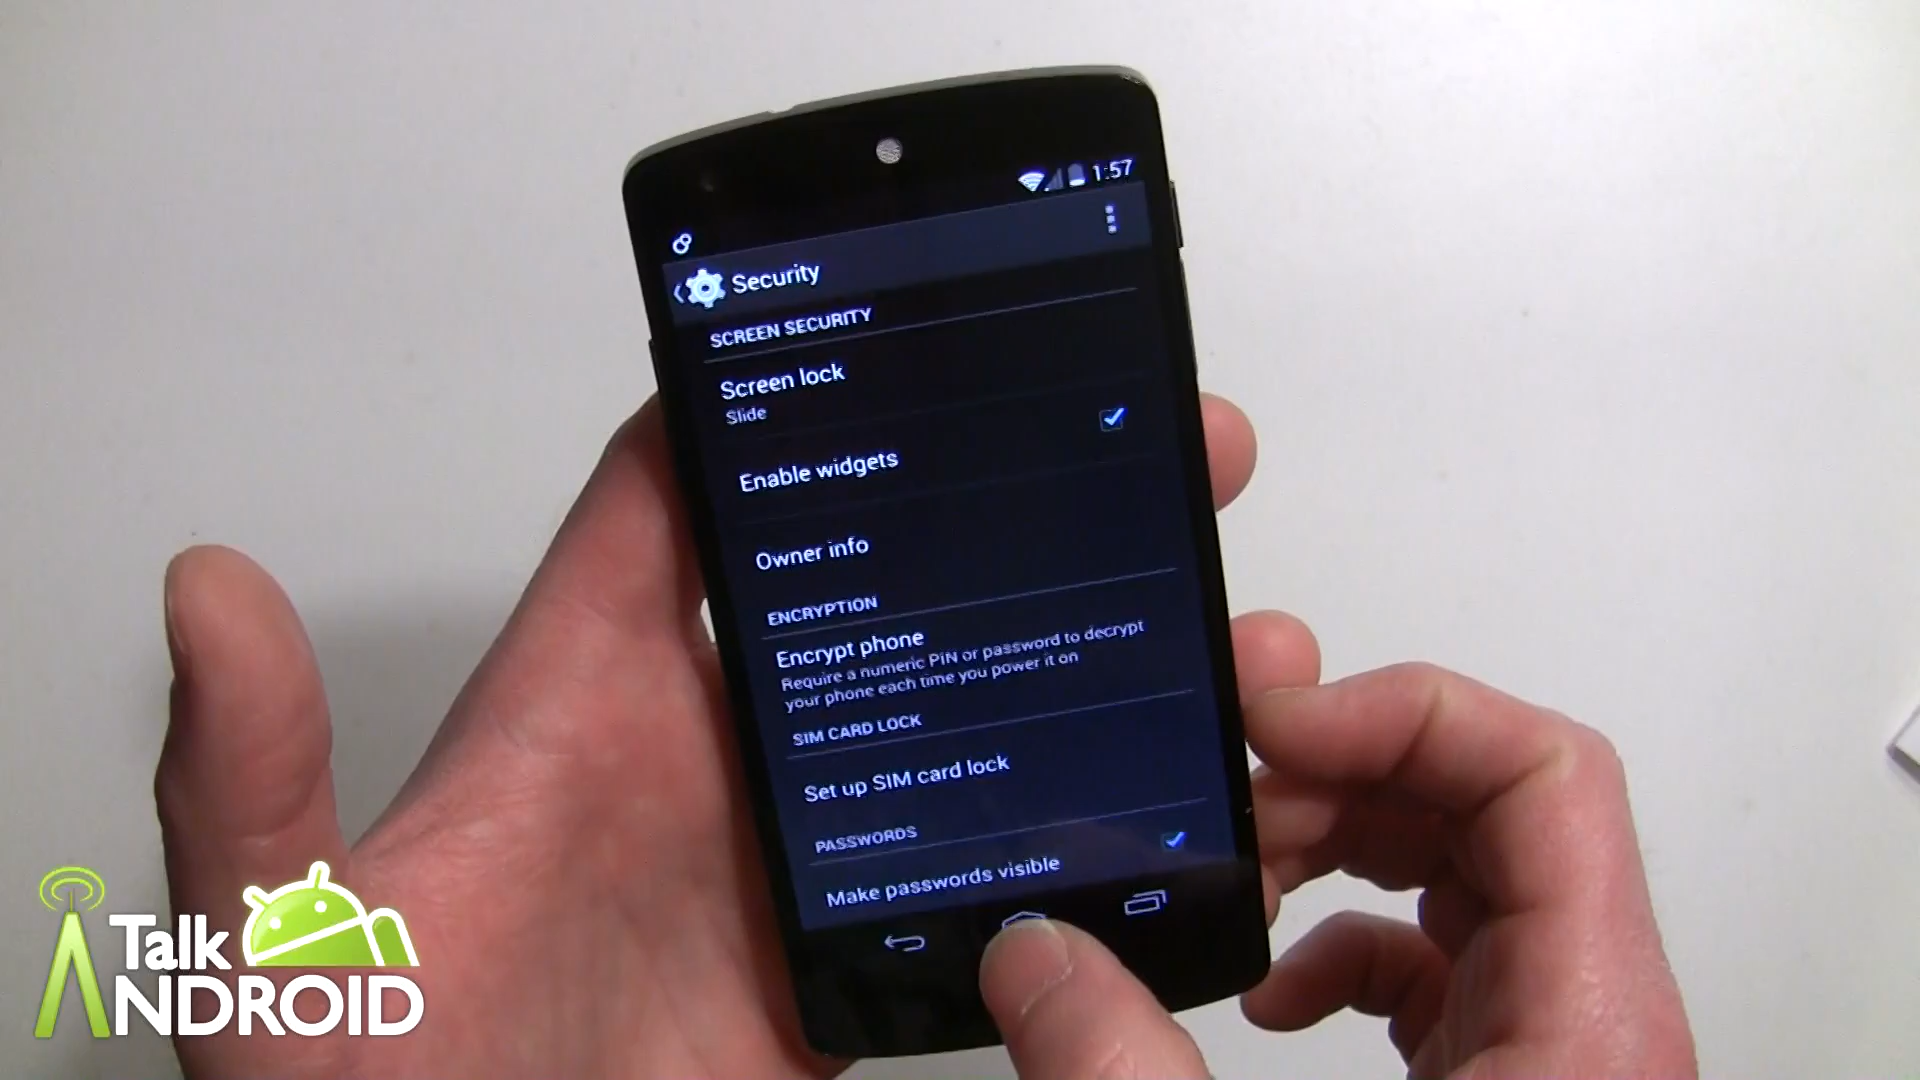 1:57
Security
SCREEN SECURITY
Screen lock
Slide
Enable widgets
Owner info
ENCRYPTION
Encrypt phone
Require a numeric PIN or password to decrypt
your phone each time you power it on
SIM CARD LOCK
Set up SIM card lock
PASSWORDS
Make passwords visible
Talk
ANDROID